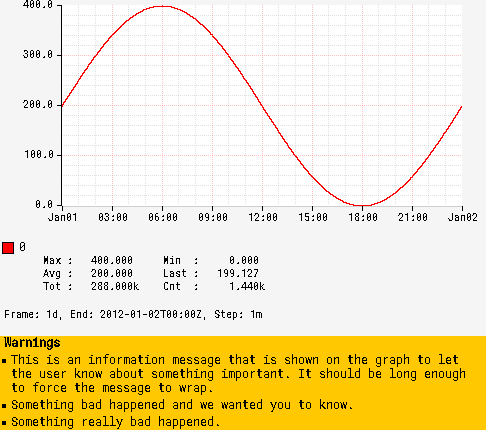 400.0
300.0
200.0
100.0
0.0
Jan01 03:00 06:00 09:00 12:00 15:00 18:00 21:00 Jan02
0
Max : 400.000 Min : 0.000
Avg : 200.000 Last : 199.127
Tot : 288.000k Cnt : 1.440k
Frame: 1d, End: 2012-01-02T00:00Z, Step: 1m
Warnings
▪ This is an information message that is shown on the graph to let
the user know about something important. It should be long enough
to force the message to wrap.
▪ Something bad happened and we wanted you to know.
▪ Something really bad happened.